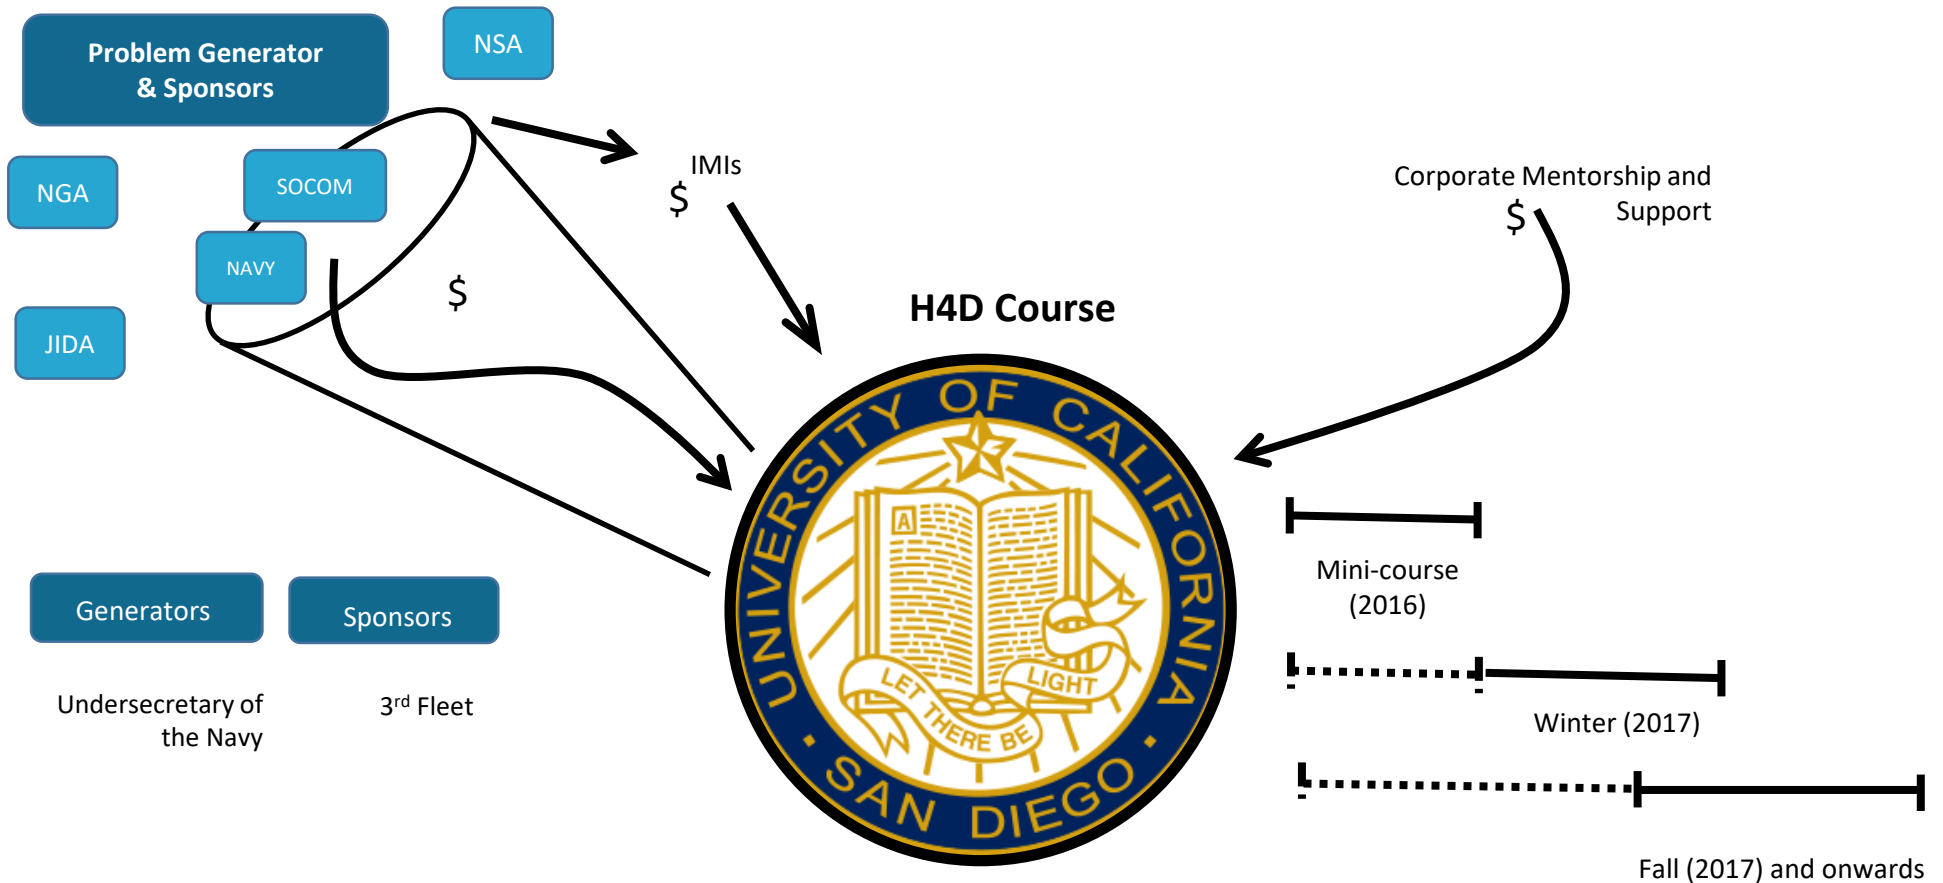 Problem Generator
& Sponsors
NSA
NGA
SOCOM
NAVY
JIDA
$
IMIs
$
Corporate Mentorship and
$ Support
H4D Course
UNIVERSITY OF CALIFORNIA
· SAN DIEGO ·
A
LET THERE BE LIGHT
Generators
Sponsors
Undersecretary of
the Navy
3rd Fleet
Mini-course
(2016)
Winter (2017)
Fall (2017) and onwards